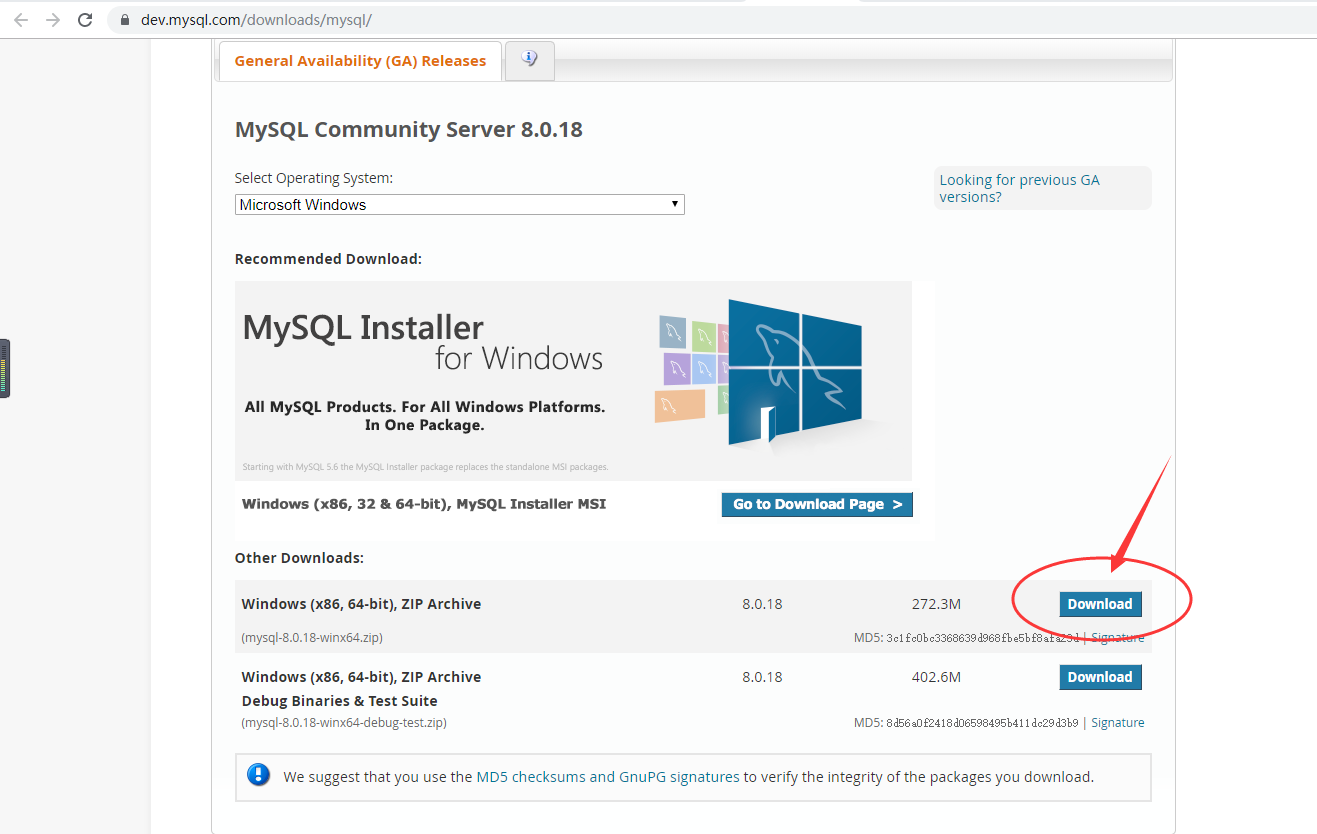 dev.mysql.com/downloads/mysql/
General Availability (GA) Releases
MySQL Community Server 8.0.18
Select Operating System:
Microsoft Windows
Looking for previous GA
versions?
Recommended Download:
MySQL Installer
for Windows
All MySQL Products. For All Windows Platforms.
In One Package.
Starting with MySQL 5.6 the MySQL Installer package replaces the standalone MSI packages.
Windows (x86, 32 & 64-bit), MySQL Installer MSI
Go to Download Page >
Other Downloads:
Windows (x86, 64-bit), ZIP Archive 8.0.18 272.3M Download
(mysql-8.0.18-winx64.zip) MD5: 3c1fc0bc3368639d968fbe5bf8afa23d | Signature
Windows (x86, 64-bit), ZIP Archive 8.0.18 402.6M Download
Debug Binaries & Test Suite
(mysql-8.0.18-winx64-debug-test.zip) MD5: 8d56a0f2418d06598495b411dc29d3b9 | Signature
We suggest that you use the MD5 checksums and GnuPG signatures to verify the integrity of the packages you download.